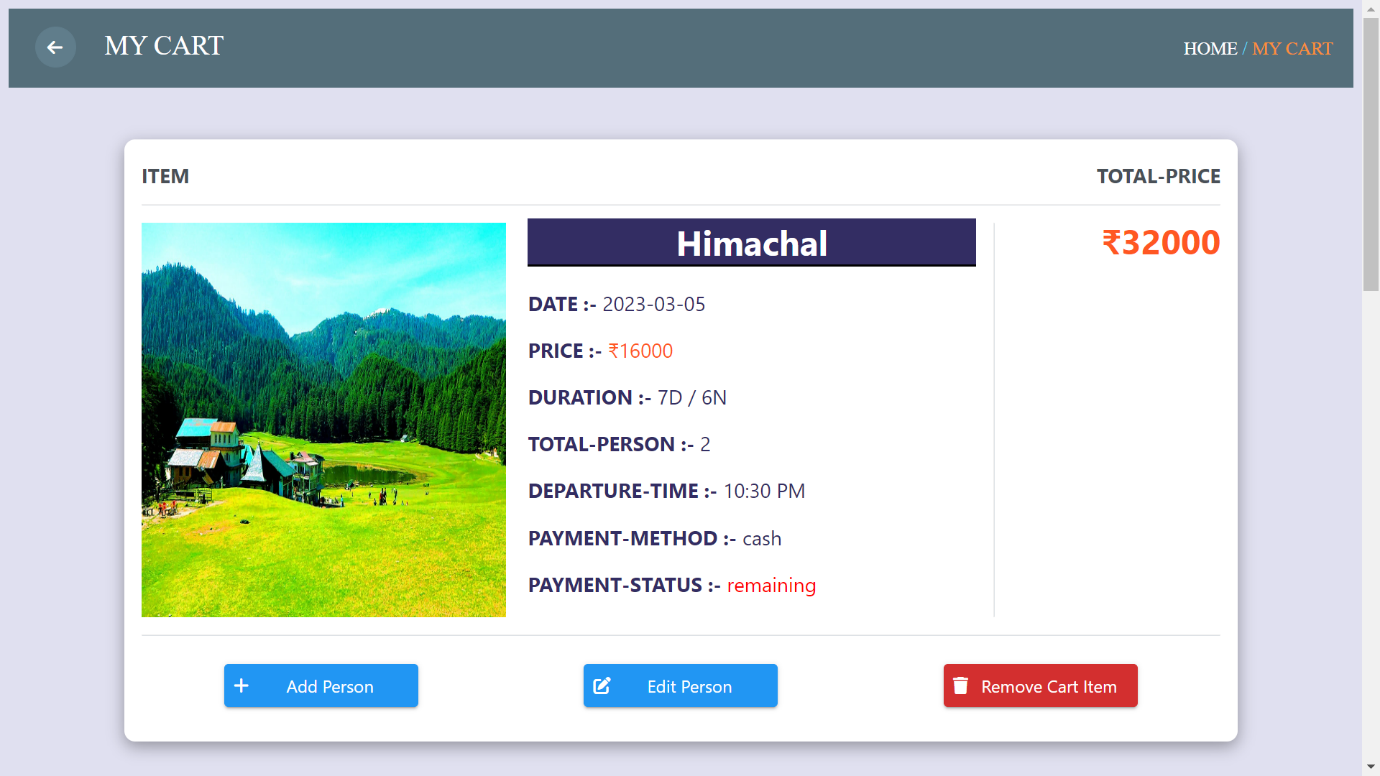 MY CART
HOME / MY CART
ITEM
TOTAL-PRICE
Himachal
₹32000
DATE :- 2023-03-05
PRICE :- ₹16000
DURATION :- 7D / 6N
TOTAL-PERSON :- 2
DEPARTURE-TIME :- 10:30 PM
PAYMENT-METHOD :- cash
PAYMENT-STATUS :- remaining
Add Person
Edit Person
Remove Cart Item